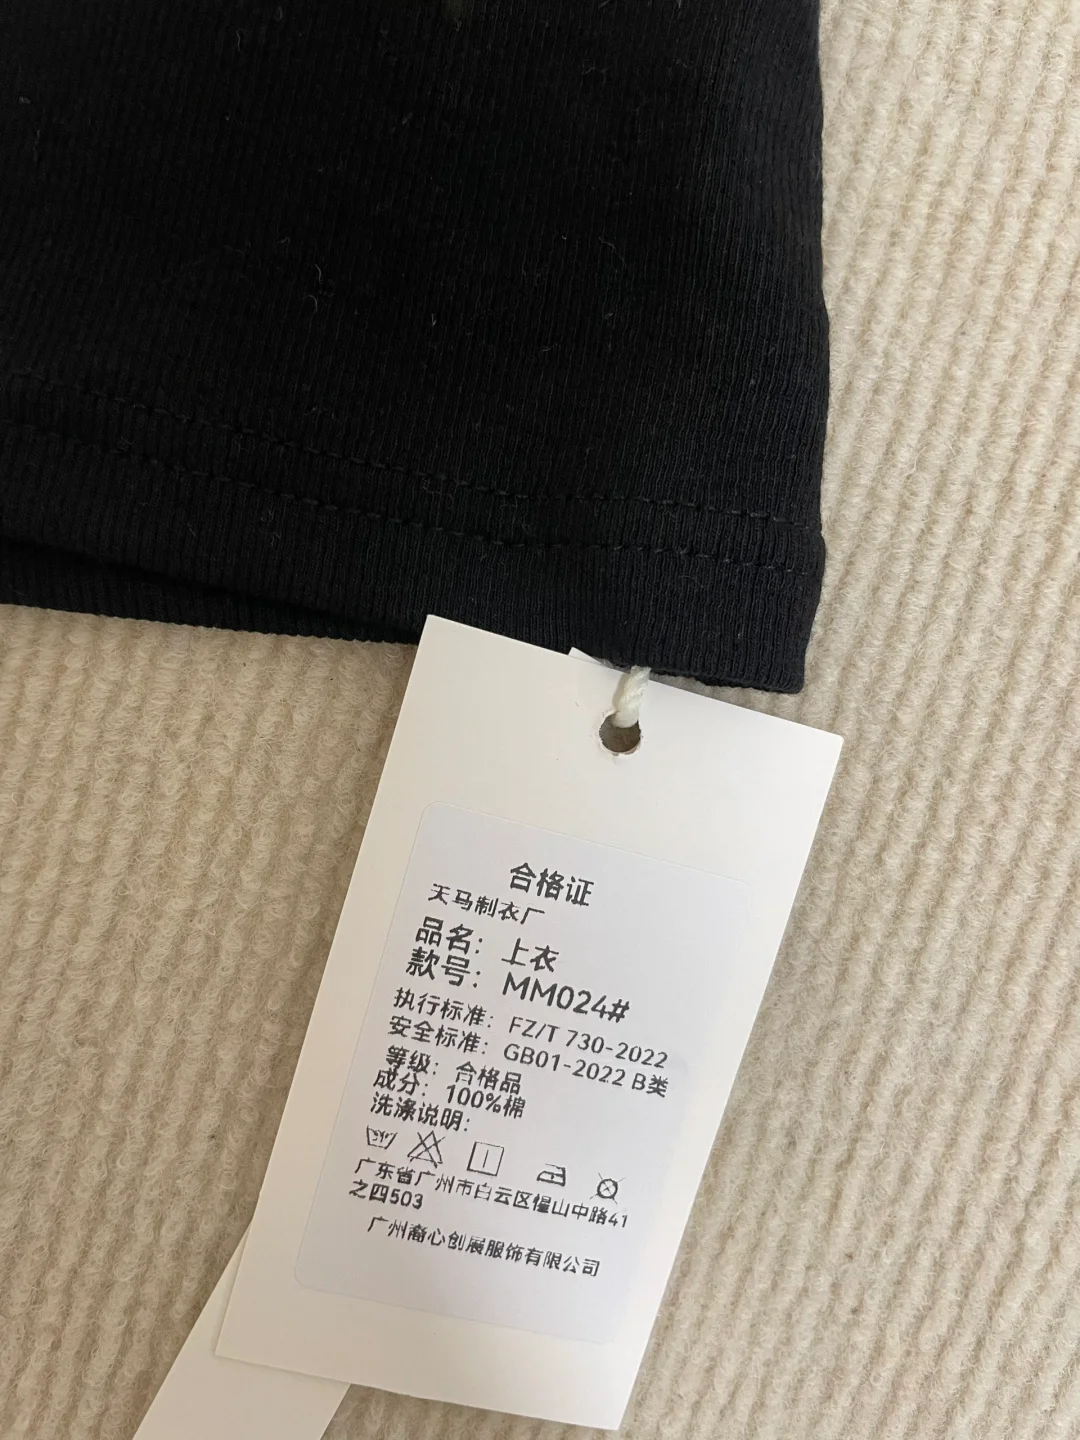 合格证
天马制衣厂
品名：上衣
款号：MM024#
执行标准：FZ/T 730-2022
安全标准：GB01-2022 B类
等级：合格品
成分：100%棉
洗涤说明：
广东省广州市白云区惺山中路41
之四503
广州裔心创展服饰有限公司